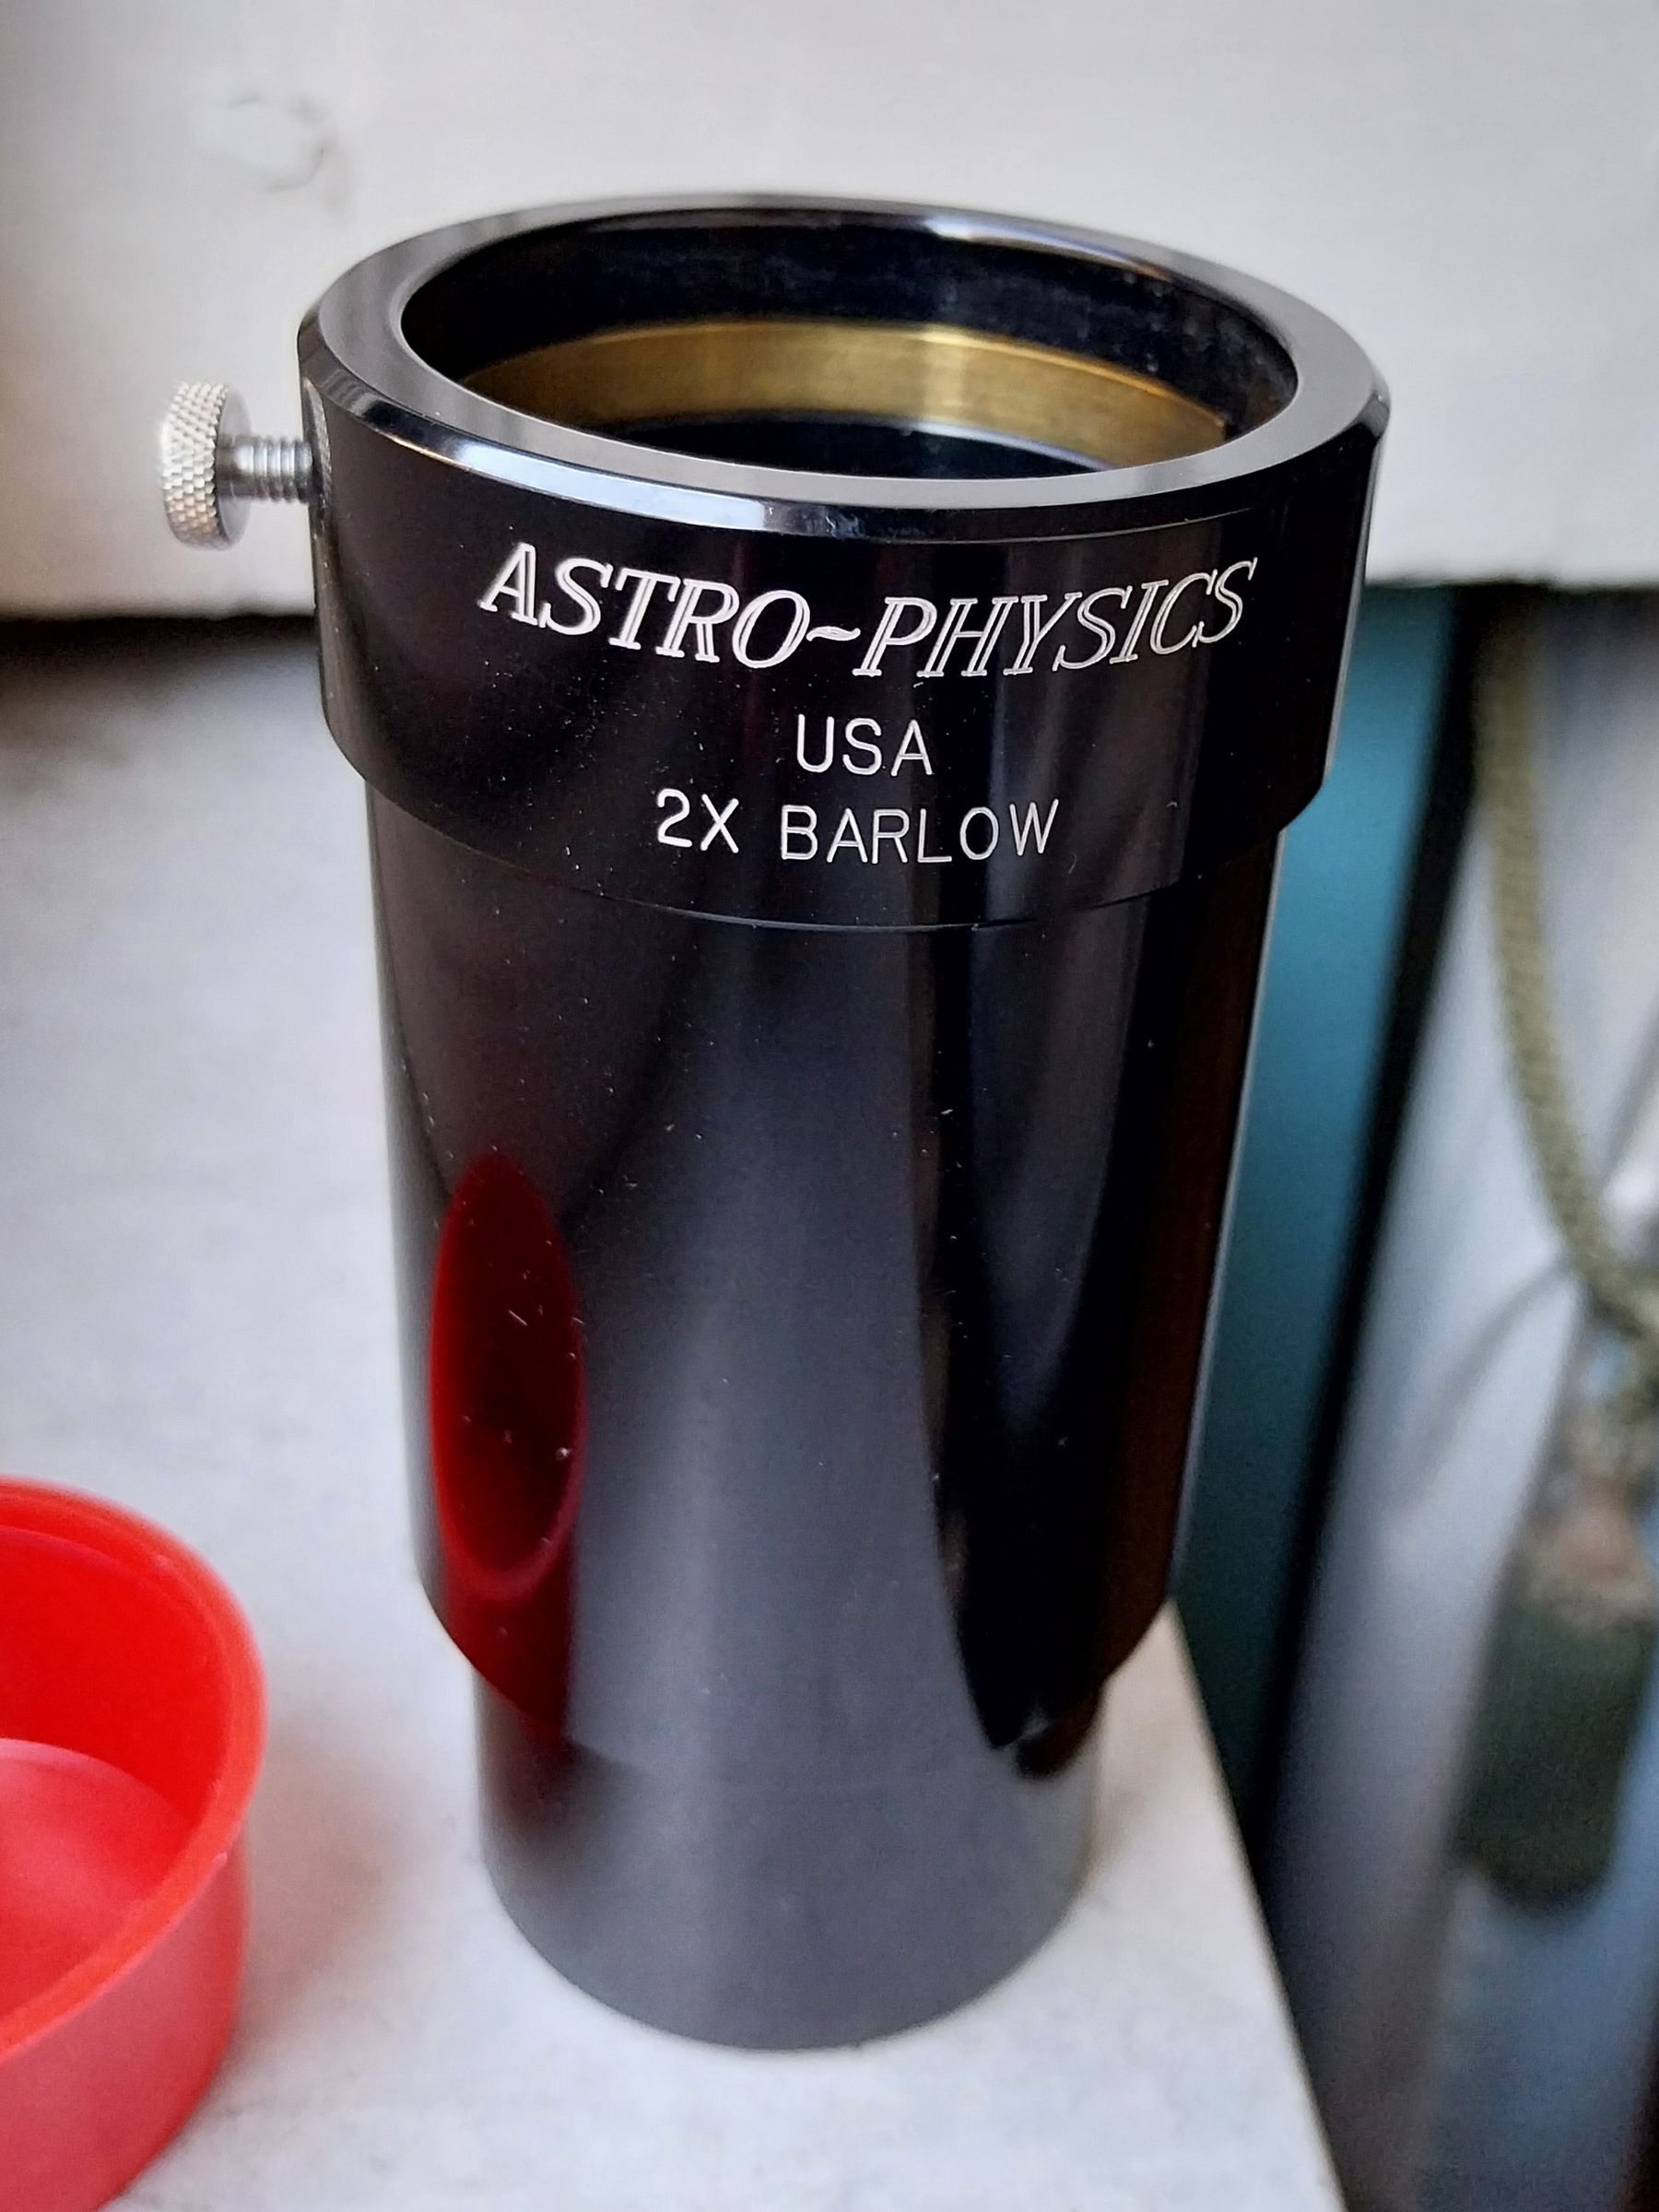 ASTRO~PHYSICS
USA
2X BARLOW